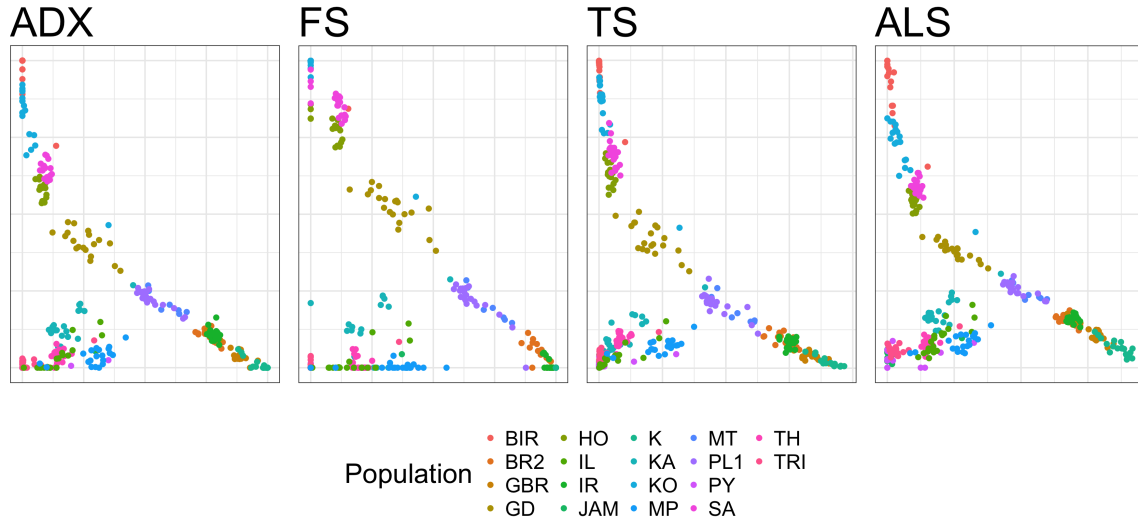 ADX FS TS ALS
BIR HO K MT TH
BR2 IL KA PL1 TRI
Population
GBR IR KO PY
GD JAM MP SA